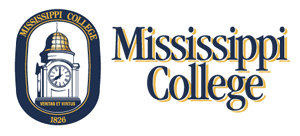 MISSISSIPPI COLLEGE
VERITAS ET VIRTUS
1826
Mississippi
College